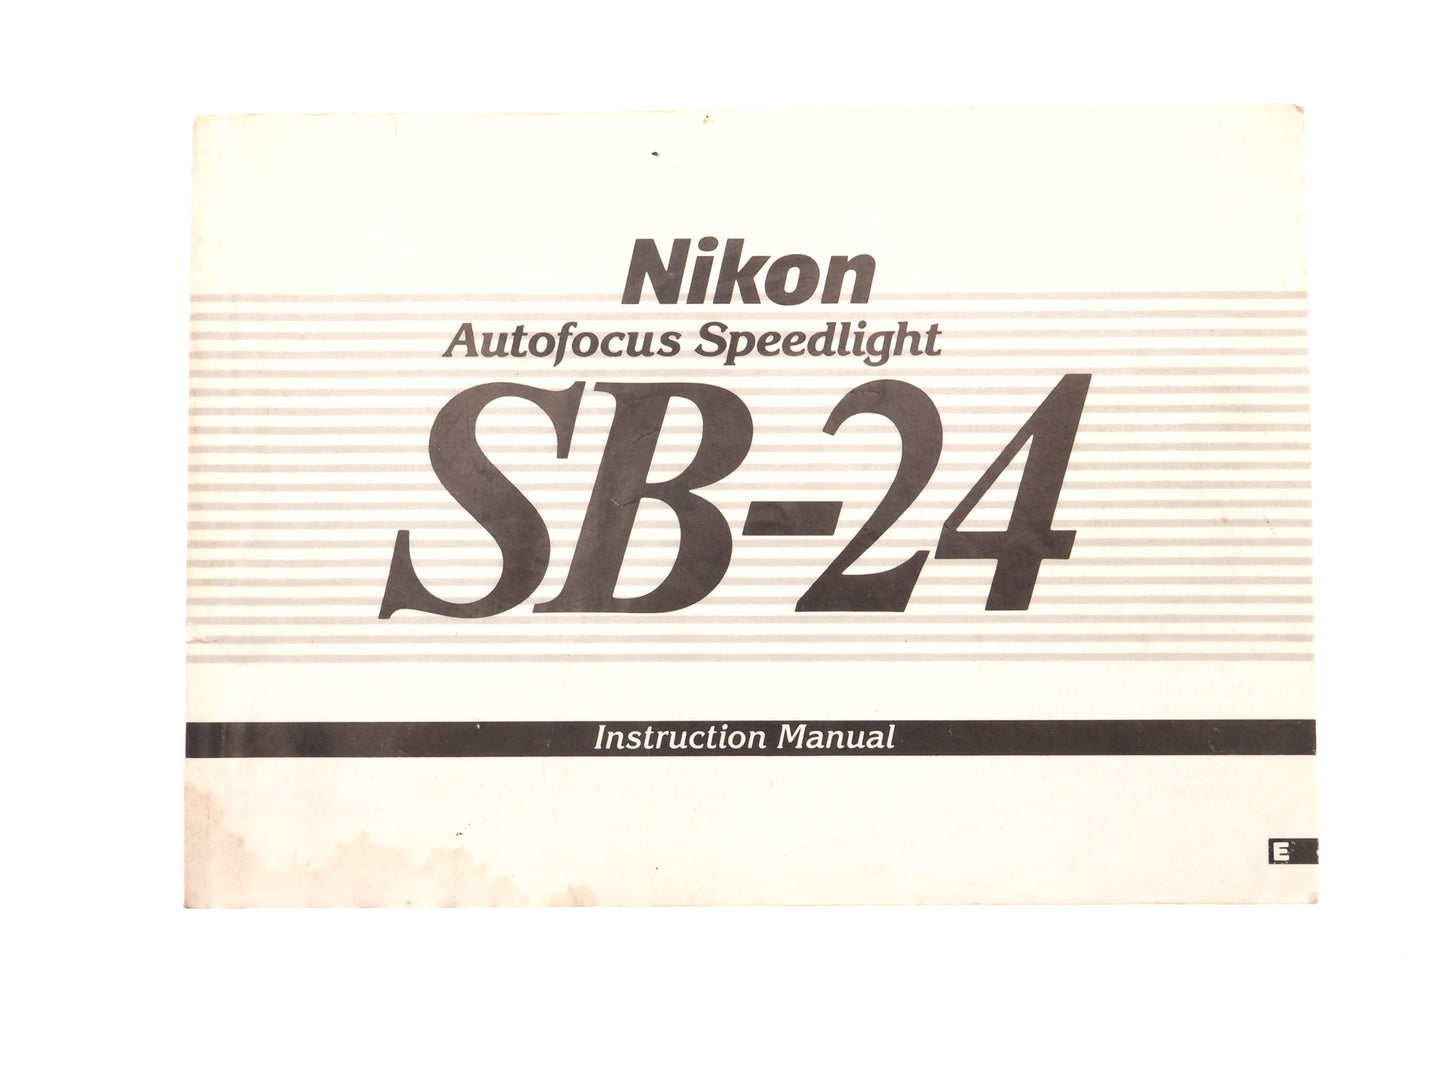 Nikon
Autofocus Speedlight
SB-24
Instruction Manual
E